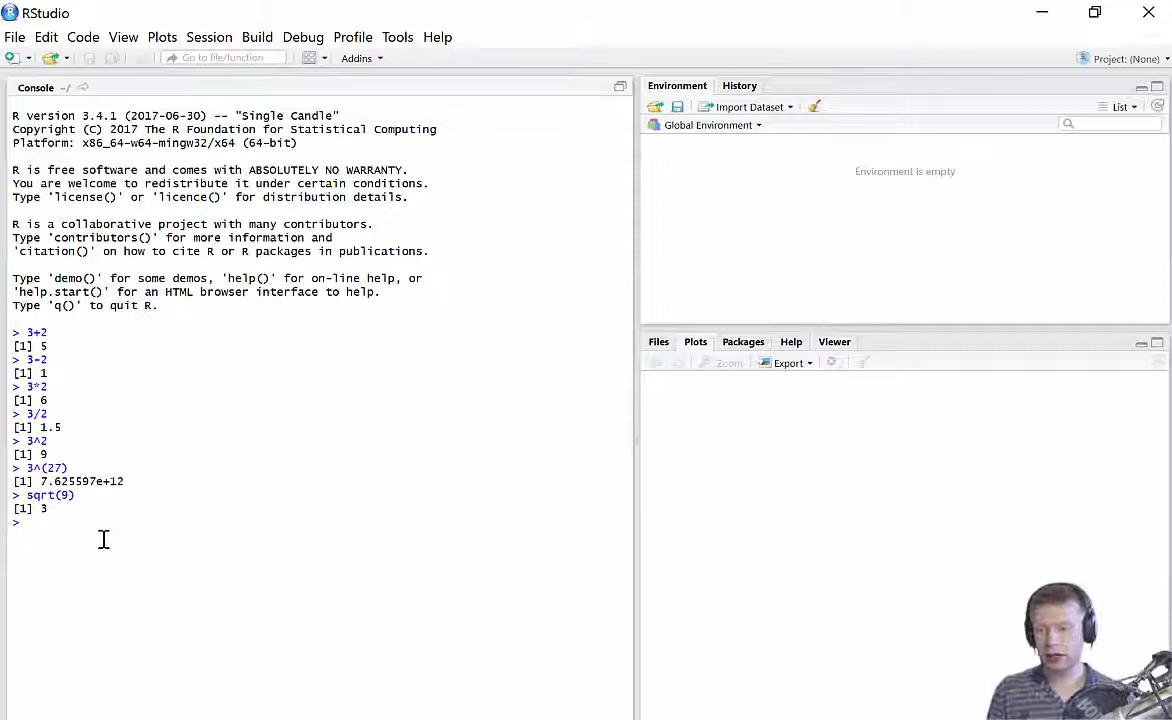 RStudio
File Edit Code View Plots Session Build Debug Profile Tools Help
Go to file/function Addins Project: (None)
Console ~/
R version 3.4.1 (2017-06-30) -- "Single Candle"
Copyright (C) 2017 The R Foundation for Statistical Computing
Platform: x86_64-w64-mingw32/x64 (64-bit)
R is free software and comes with ABSOLUTELY NO WARRANTY.
You are welcome to redistribute it under certain conditions.
Type 'license()' or 'licence()' for distribution details.
R is a collaborative project with many contributors.
Type 'contributors()' for more information and
'citation()' on how to cite R or R packages in publications.
Type 'demo()' for some demos, 'help()' for on-line help, or
'help.start()' for an HTML browser interface to help.
Type 'q()' to quit R.
> 3+2
[1] 5
> 3-2
[1] 1
> 3*2
[1] 6
> 3/2
[1] 1.5
> 3^2
[1] 9
> 3^(27)
[1] 7.625597e+12
> sqrt(9)
[1] 3
>
Environment History
Import Dataset List
Global Environment
Environment is empty
Files Plots Packages Help Viewer
Zoom Export